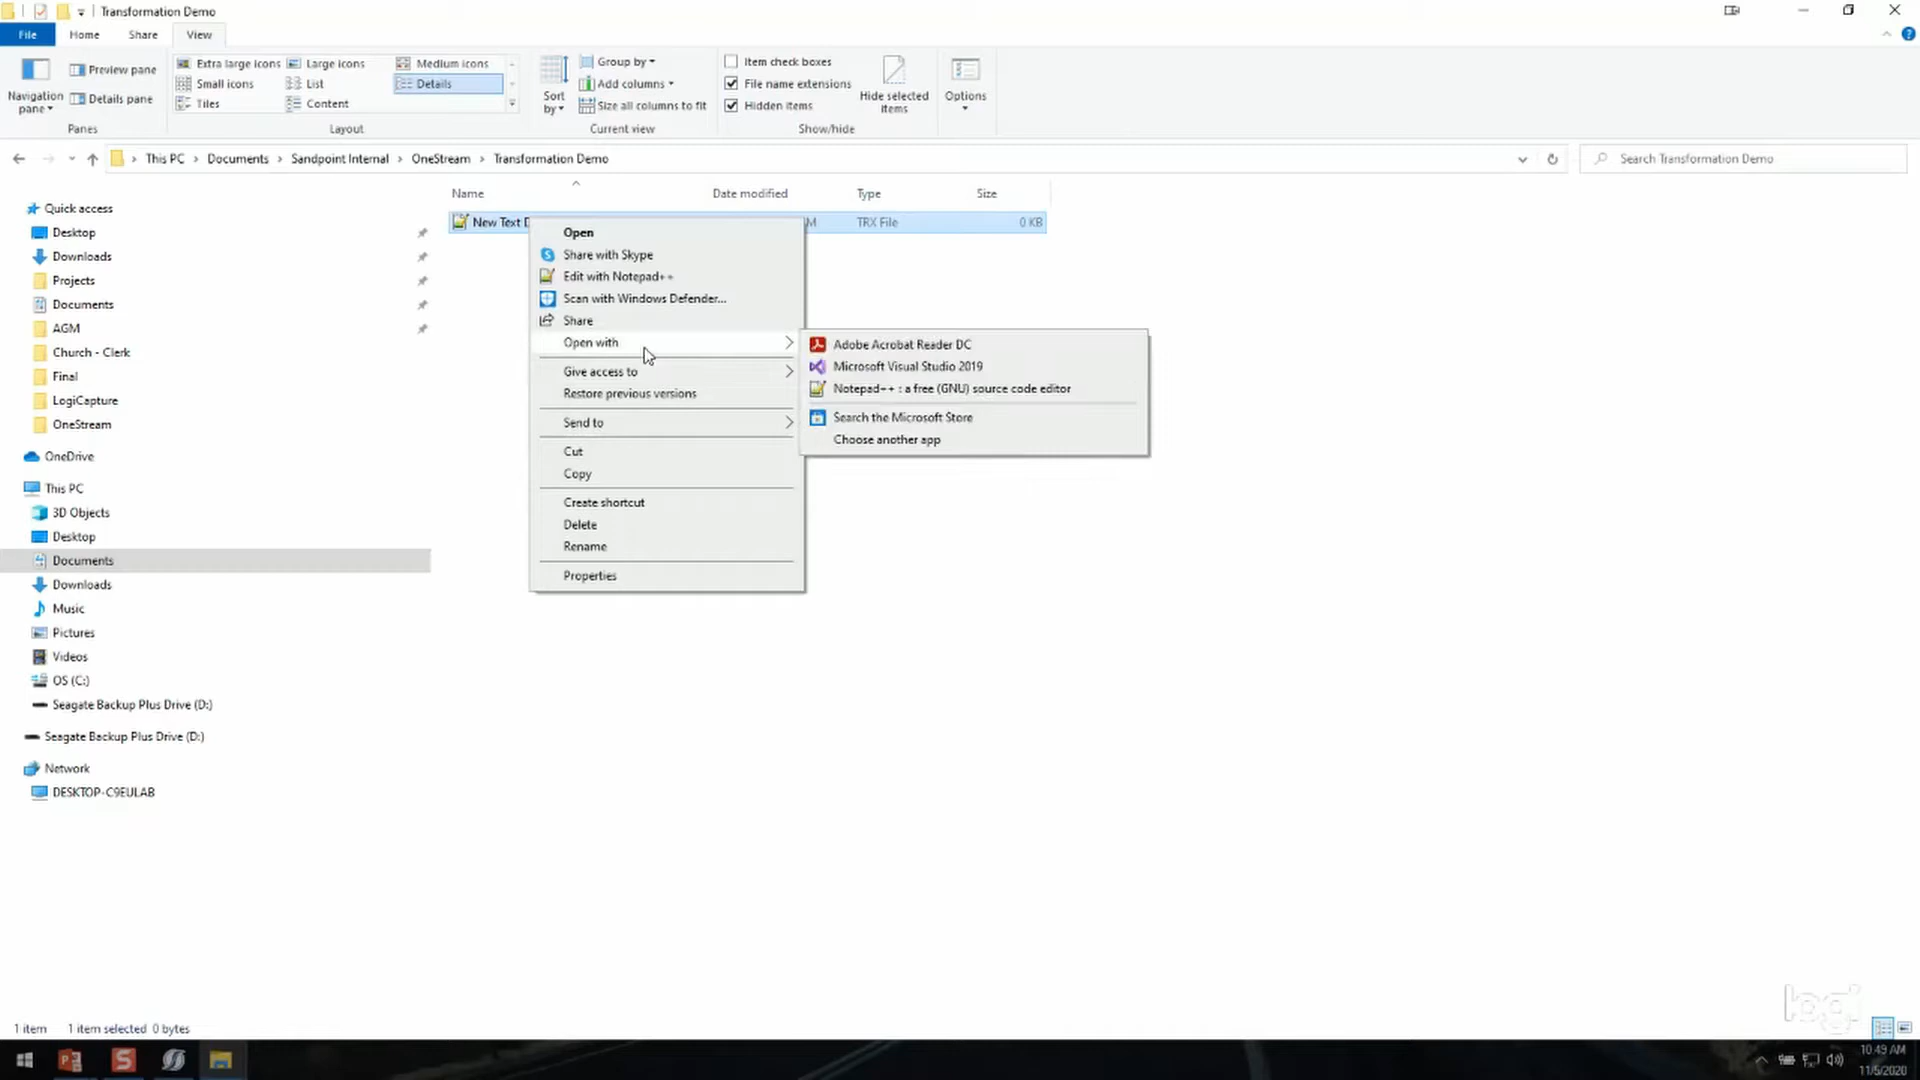 Transformation Demo
File Home Share View
Navigation pane
Preview pane
Details pane
Panes
Extra large icons Large icons Medium icons
Small icons List Details
Tiles Content
Layout
Sort by
Group by
Add columns
Size all columns to fit
Current view
Item check boxes
File name extensions
Hidden items
Hide selected items
Show/hide
Options
This PC › Documents › Sandpoint Internal › OneStream › Transformation Demo
Search Transformation Demo
Name Date modified Type Size
New Text D M TRX File 0 KB
Quick access
Desktop
Downloads
Projects
Documents
AGM
Church - Clerk
Final
LogiCapture
OneStream
OneDrive
This PC
3D Objects
Desktop
Documents
Downloads
Music
Pictures
Videos
OS (C:)
Seagate Backup Plus Drive (D:)
Seagate Backup Plus Drive (D:)
Network
DESKTOP-C9EULAB
Open
Share with Skype
Edit with Notepad++
Scan with Windows Defender...
Share
Open with
Give access to
Restore previous versions
Send to
Cut
Copy
Create shortcut
Delete
Rename
Properties
Adobe Acrobat Reader DC
Microsoft Visual Studio 2019
Notepad++ : a free (GNU) source code editor
Search the Microsoft Store
Choose another app
logi
1 item 1 item selected 0 bytes
10:49 AM
11/5/2020